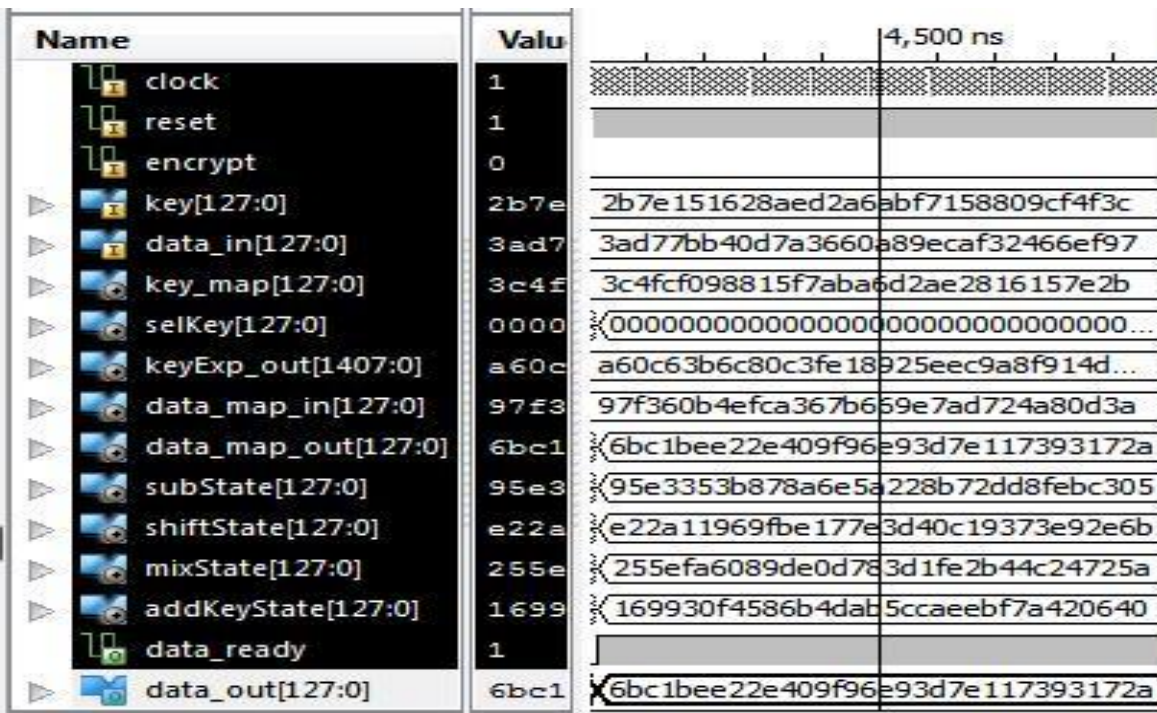 Name Valu 4,500 ns
clock 1
reset 1
encrypt 0
key[127:0] 2b7e 2b7e151628aed2a6abf7158809cf4f3c
data_in[127:0] 3ad7 3ad77bb40d7a3660a89ecaf32466ef97
key_map[127:0] 3c4f 3c4fcf098815f7aba6d2ae2816157e2b
selKey[127:0] 0000 00000000000000000000000000000...
keyExp_out[1407:0] a60c a60c63b6c80c3fe18925eec9a8f914d...
data_map_in[127:0] 97f3 97f360b4efca367b659e7ad724a80d3a
data_map_out[127:0] 6bc1 6bc1bee22e409f96e93d7e117393172a
subState[127:0] 95e3 95e3353b878a6e5a228b72dd8febc305
shiftState[127:0] e22a e22a11969fbe177e3d40c19373e92e6b
mixState[127:0] 255e 255efa6089de0d783d1fe2b44c24725a
addKeyState[127:0] 1699 169930f4586b4dab5ccaeebf7a420640
data_ready 1
data_out[127:0] 6bc1 6bc1bee22e409f96e93d7e117393172a